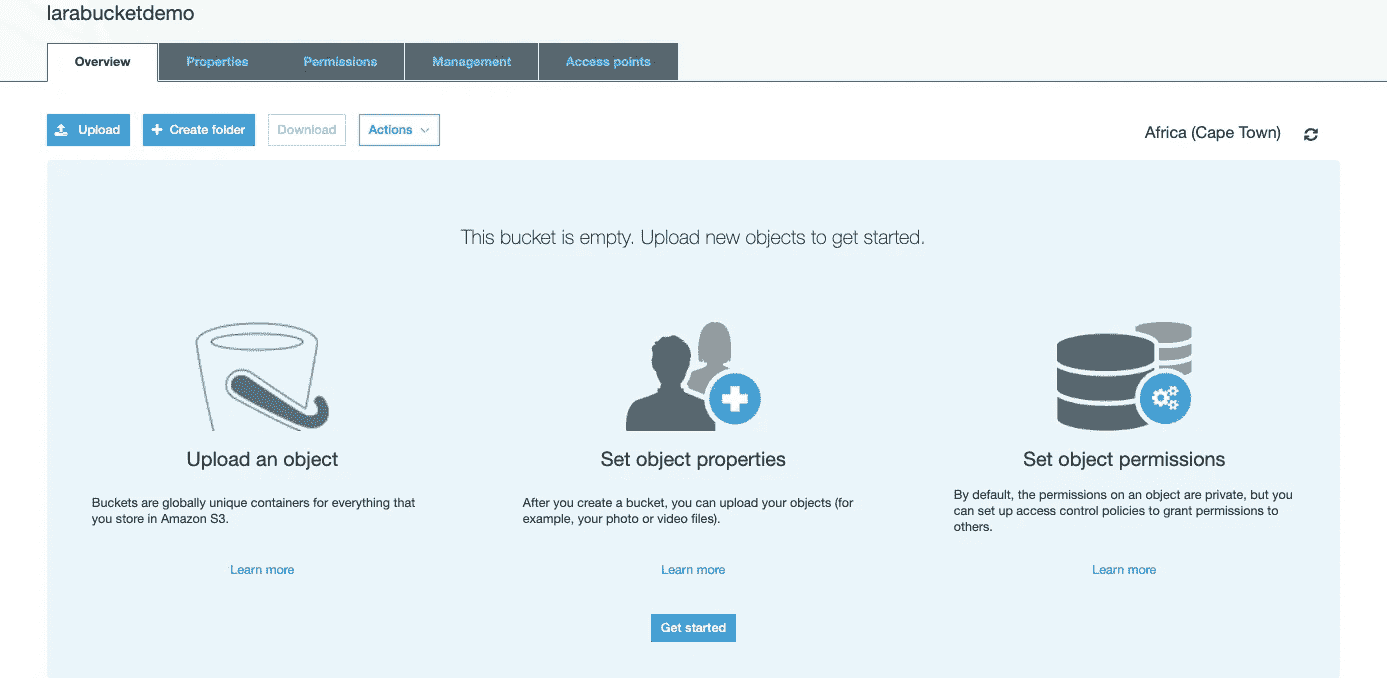 larabucketdemo
Overview Properties Permissions Management Access points
Upload Create folder Download Actions
Africa (Cape Town)
This bucket is empty. Upload new objects to get started.
Upload an object
Buckets are globally unique containers for everything that
you store in Amazon S3.
Learn more
Set object properties
After you create a bucket, you can upload your objects (for
example, your photo or video files).
Learn more
Set object permissions
By default, the permissions on an object are private, but you
can set up access control policies to grant permissions to
others.
Learn more
Get started